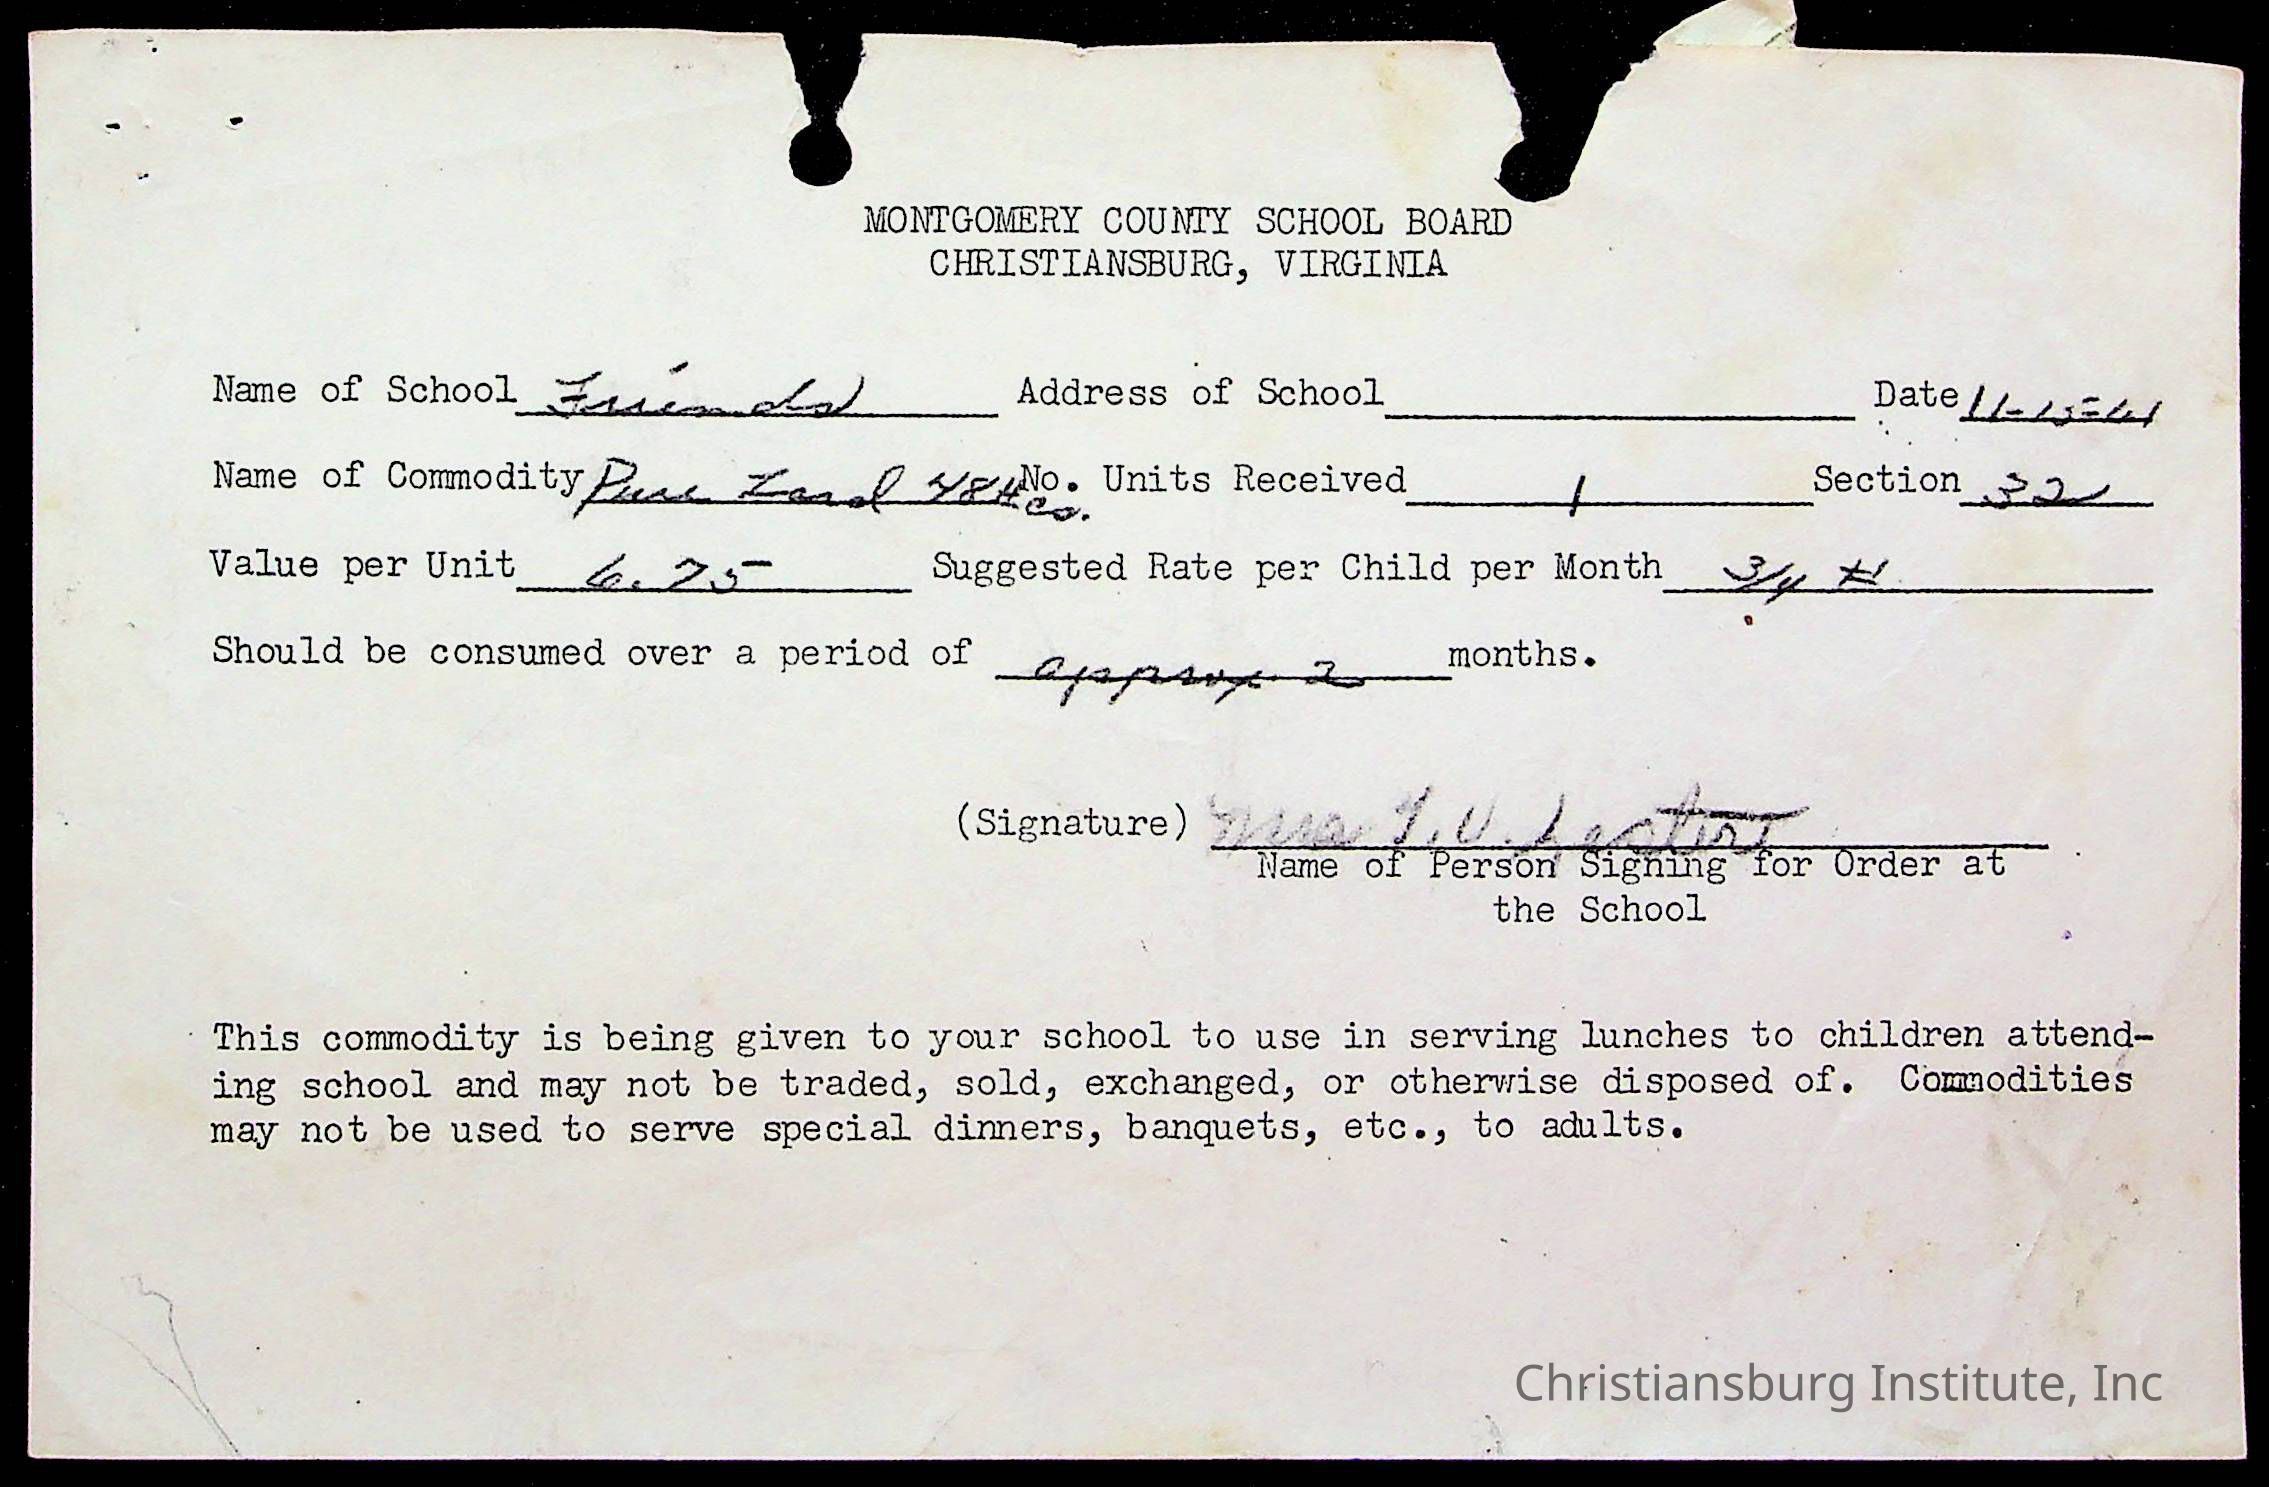 MONTGOMERY COUNTY SCHOOL BOARD
CHRISTIANSBURG, VIRGINIA
Name of School Friends Address of School Date 11-15-61
Name of Commodity Pure Lard 48# No. Units Received 1 Section 32
co.
Value per Unit 6.75 Suggested Rate per Child per Month 3/4 #
Should be consumed over a period of approx 2 months.
(Signature) Mrs
Name of Person Signing for Order at
the School
This commodity is being given to your school to use in serving lunches to children attend-
ing school and may not be traded, sold, exchanged, or otherwise disposed of. Commodities
may not be used to serve special dinners, banquets, etc., to adults.
Christiansburg Institute, Inc